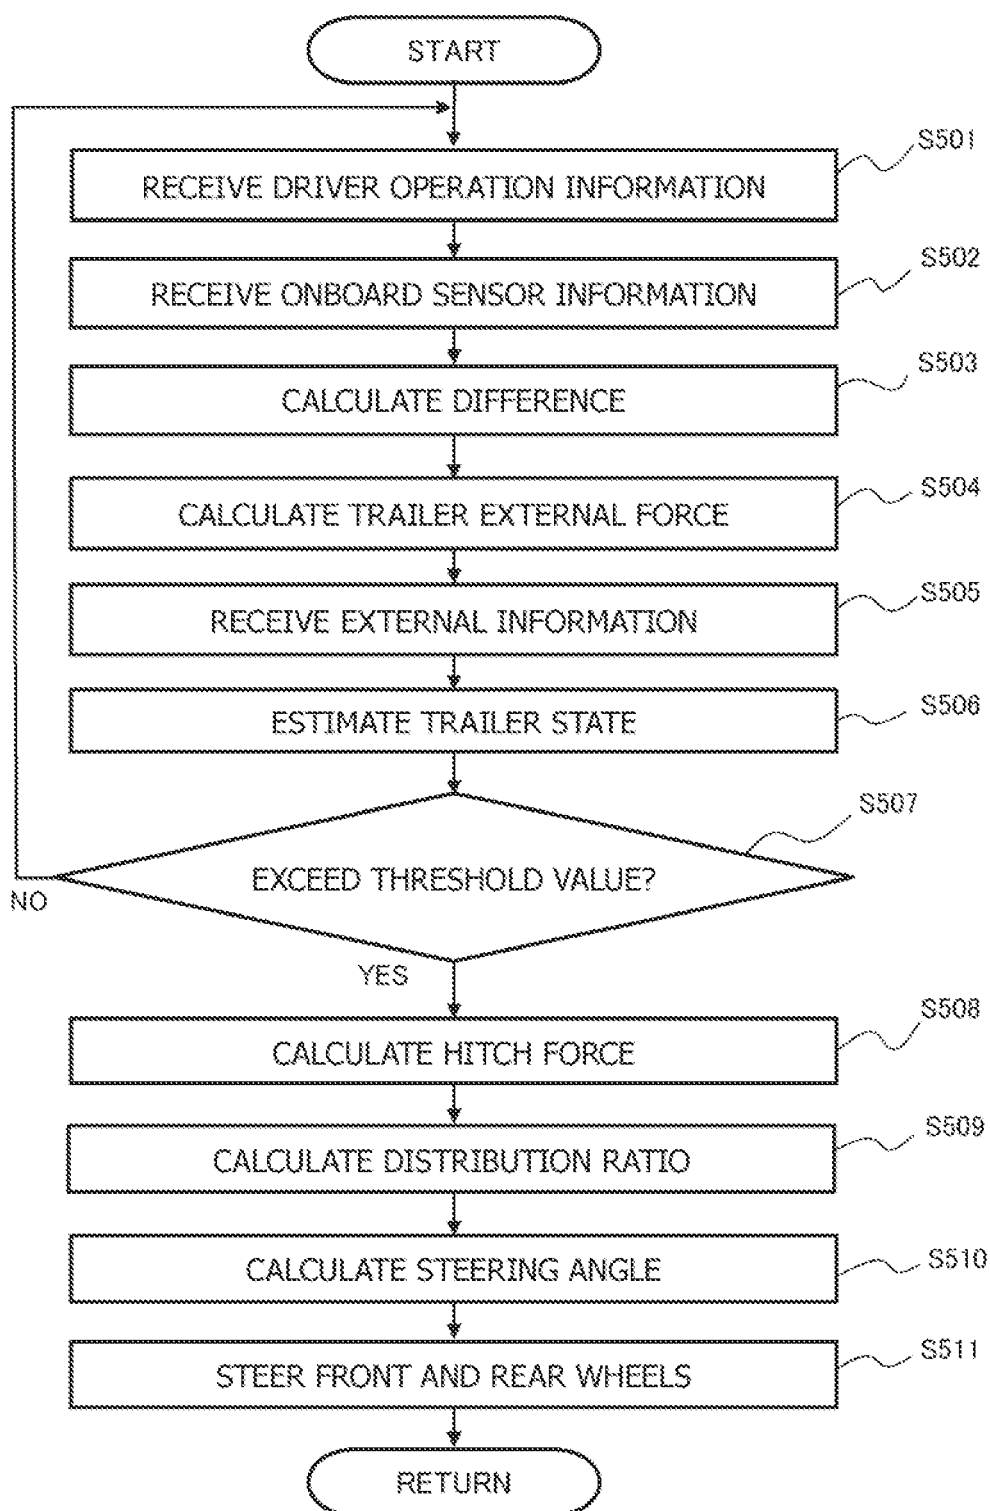 START
S501
RECEIVE DRIVER OPERATION INFORMATION
S502
RECEIVE ONBOARD SENSOR INFORMATION
S503
CALCULATE DIFFERENCE
S504
CALCULATE TRAILER EXTERNAL FORCE
S505
RECEIVE EXTERNAL INFORMATION
S506
ESTIMATE TRAILER STATE
S507
EXCEED THRESHOLD VALUE?
NO
YES
S508
CALCULATE HITCH FORCE
S509
CALCULATE DISTRIBUTION RATIO
S510
CALCULATE STEERING ANGLE
S511
STEER FRONT AND REAR WHEELS
RETURN